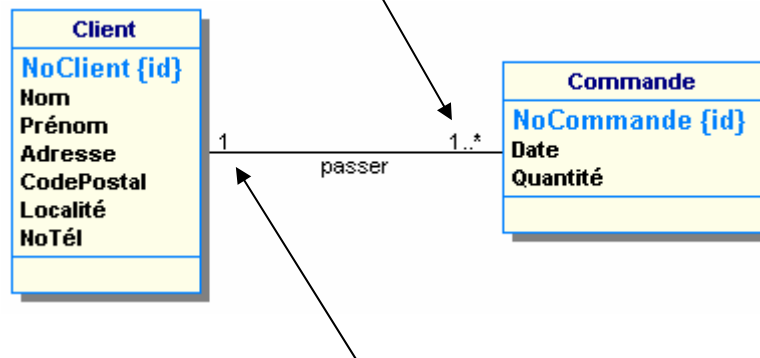 Client
NoClient {id}
Nom
Prénom
Adresse
CodePostal
Localité
NoTél
1
passer
1..*
Commande
NoCommande {id}
Date
Quantité